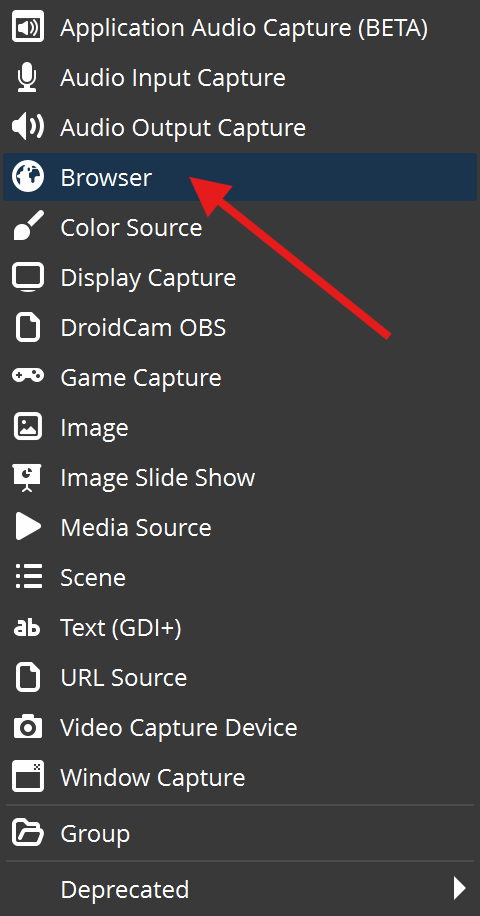 Application Audio Capture (BETA)
Audio Input Capture
Audio Output Capture
Browser
Color Source
Display Capture
DroidCam OBS
Game Capture
Image
Image Slide Show
Media Source
Scene
ab Text (GDI+)
URL Source
Video Capture Device
Window Capture
Group
Deprecated